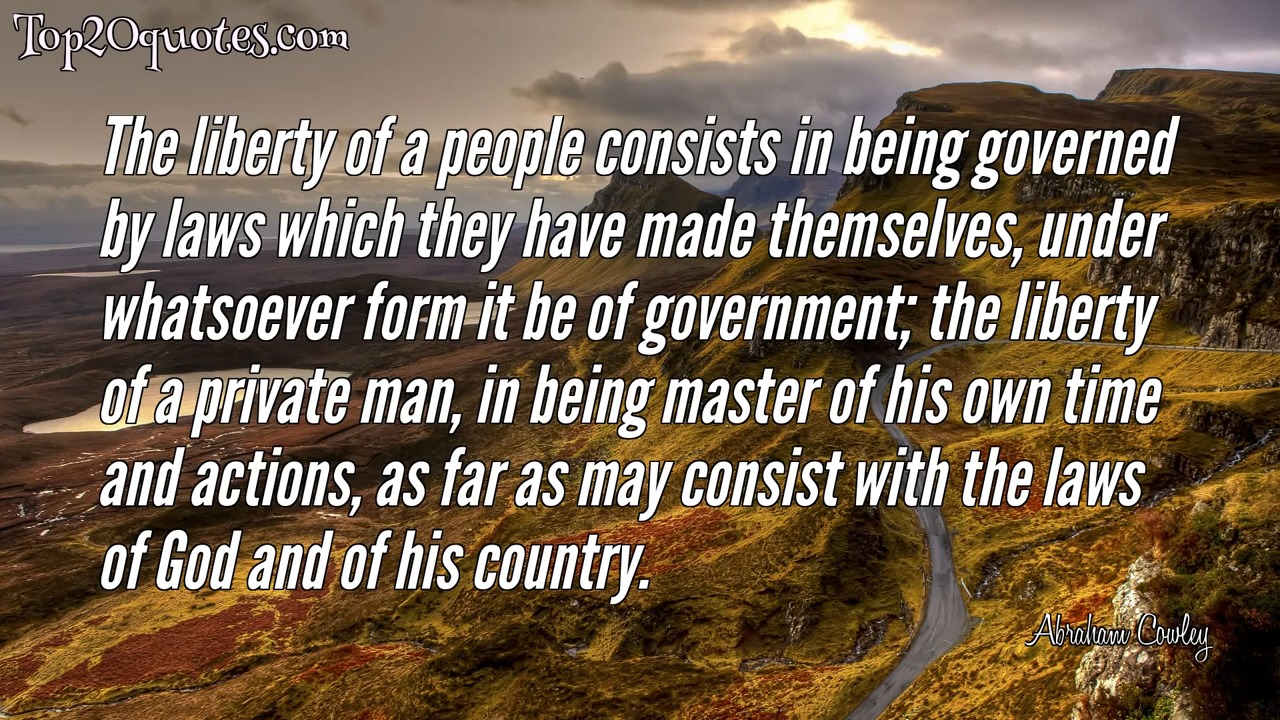 Top20quotes.com
The liberty of a people consists in being governed
by laws which they have made themselves, under
whatsoever form it be of government; the liberty
of a private man, in being master of his own time
and actions, as far as may consist with the laws
of God and of his country.
Abraham Cowley